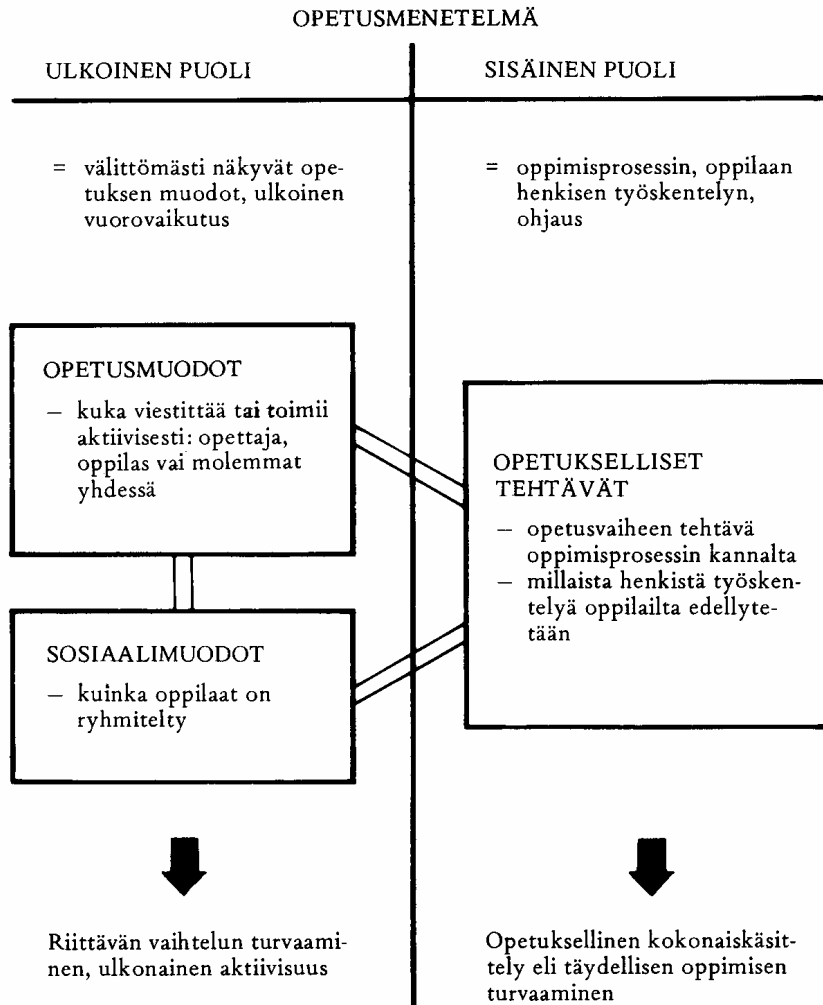 OPETUSMENETELMÄ
ULKOINEN PUOLI
= välittömästi näkyvät ope-
tuksen muodot, ulkoinen
vuorovaikutus
OPETUSMUODOT
— kuka viestittää tai toimii
aktiivisesti: opettaja,
oppilas vai molemmat
yhdessä
SOSIAALIMUODOT
— kuinka oppilaat on
ryhmitelty
Riittävän vaihtelun turvaami-
nen, ulkonainen aktiivisuus
SISÄINEN PUOLI
= oppimisprosessin, oppilaan
henkisen työskentelyn,
ohjaus
OPETUKSELLISET
TEHTÄVÄT
— opetusvaiheen tehtävä
oppimisprosessin kannalta
— millaista henkistä työsken-
telyä oppilailta edellyte-
tään
Opetuksellinen kokonaiskäsit-
tely eli täydellisen oppimisen
turvaaminen